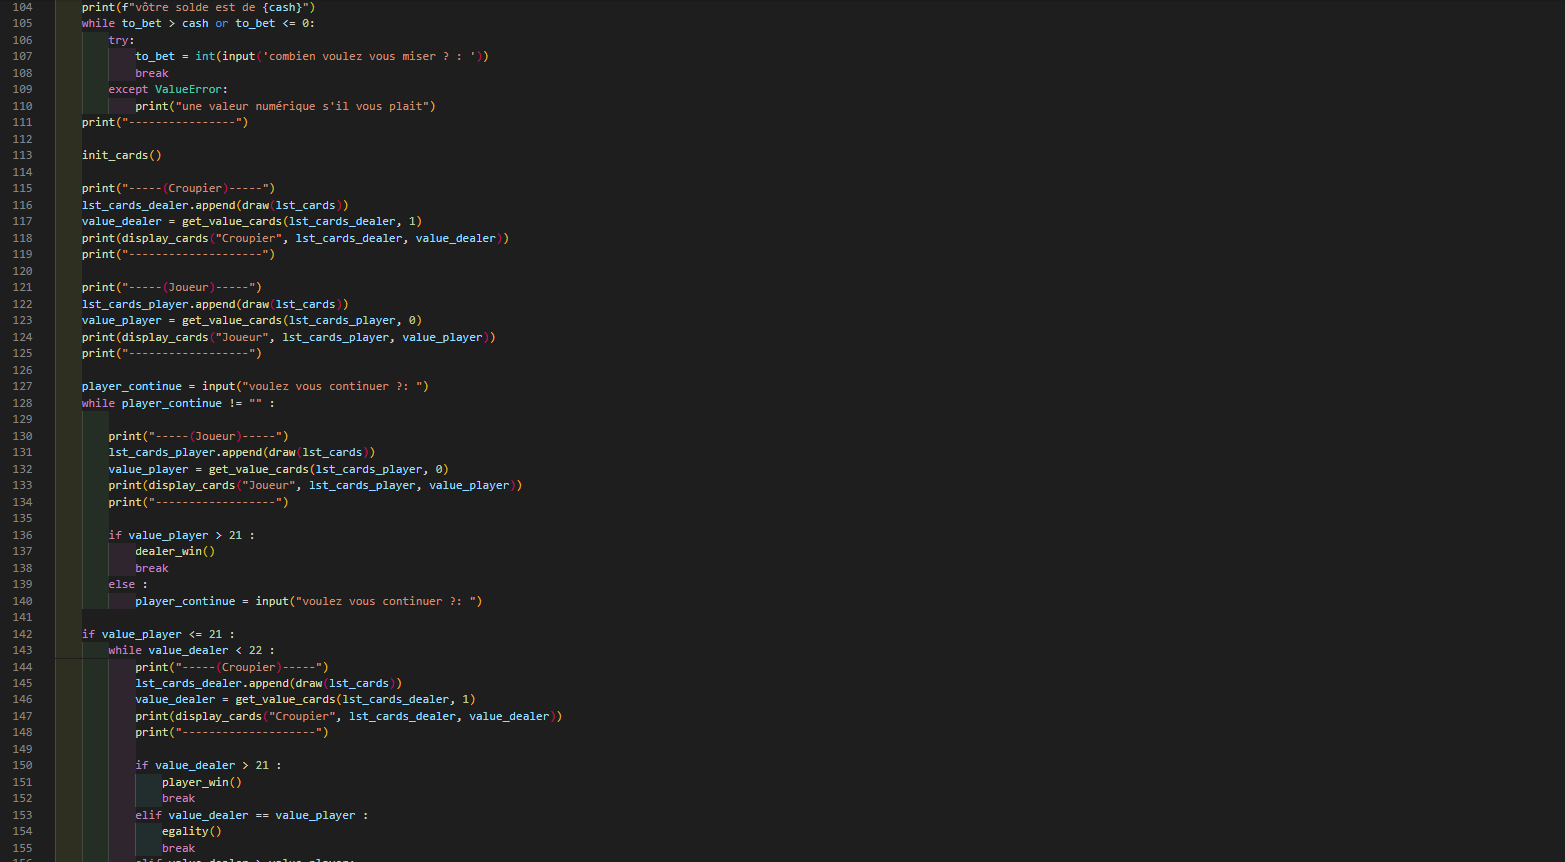 104 print(f"vôtre solde est de {cash}")
105 while to_bet > cash or to_bet <= 0:
106 try:
107 to_bet = int(input('combien voulez vous miser ? : '))
108 break
109 except ValueError:
110 print("une valeur numérique s'il vous plait")
111 print("----------------")
112
113 init_cards()
114
115 print("-----(Croupier)-----")
116 lst_cards_dealer.append(draw(lst_cards))
117 value_dealer = get_value_cards(lst_cards_dealer, 1)
118 print(display_cards("Croupier", lst_cards_dealer, value_dealer))
119 print("--------------------")
120
121 print("-----(Joueur)-----")
122 lst_cards_player.append(draw(lst_cards))
123 value_player = get_value_cards(lst_cards_player, 0)
124 print(display_cards("Joueur", lst_cards_player, value_player))
125 print("------------------")
126
127 player_continue = input("voulez vous continuer ?: ")
128 while player_continue != "" :
129
130 print("-----(Joueur)-----")
131 lst_cards_player.append(draw(lst_cards))
132 value_player = get_value_cards(lst_cards_player, 0)
133 print(display_cards("Joueur", lst_cards_player, value_player))
134 print("------------------")
135
136 if value_player > 21 :
137 dealer_win()
138 break
139 else :
140 player_continue = input("voulez vous continuer ?: ")
141
142 if value_player <= 21 :
143 while value_dealer < 22 :
144 print("-----(Croupier)-----")
145 lst_cards_dealer.append(draw(lst_cards))
146 value_dealer = get_value_cards(lst_cards_dealer, 1)
147 print(display_cards("Croupier", lst_cards_dealer, value_dealer))
148 print("--------------------")
149
150 if value_dealer > 21 :
151 player_win()
152 break
153 elif value_dealer == value_player :
154 egality()
155 break